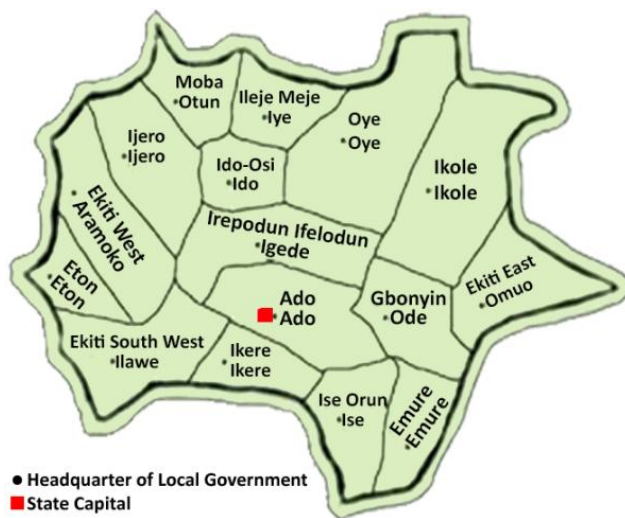 Moba
Otun
Ileje Meje
Iye
Oye
Oye
Ijero
Ijero
Ido-Osi
Ido
Ikole
Ikole
Ekiti West
Aramoko
Irepodun Ifelodun
Igede
Eton
Eton
Ekiti East
Omuo
Ado
Ado
Gbonyin
Ode
Ekiti South West
Ilawe
Ikere
Ikere
Ise Orun
Ise
Emure
Emure
Headquarter of Local Government
State Capital